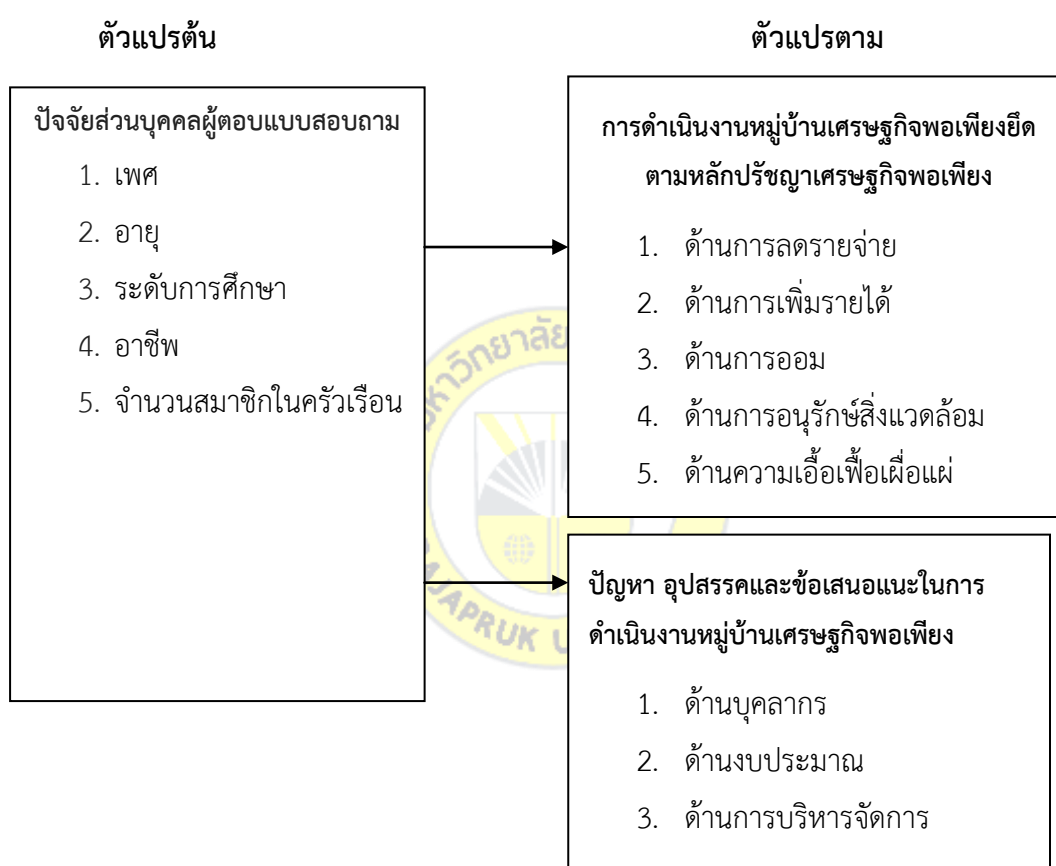 ตัวแปรต้น
ตัวแปรตาม
ปัจจัยส่วนบุคคลผู้ตอบแบบสอบถาม
1. เพศ
2. อายุ
3. ระดับการศึกษา
4. อาชีพ
5. จำนวนสมาชิกในครัวเรือน
การดำเนินงานหมู่บ้านเศรษฐกิจพอเพียงยึด
ตามหลักปรัชญาเศรษฐกิจพอเพียง
1. ด้านการลดรายจ่าย
2. ด้านการเพิ่มรายได้
3. ด้านการออม
4. ด้านการอนุรักษ์สิ่งแวดล้อม
5. ด้านความเอื้อเฟื้อเผื่อแผ่
ปัญหา อุปสรรคและข้อเสนอแนะในการ
ดำเนินงานหมู่บ้านเศรษฐกิจพอเพียง
1. ด้านบุคลากร
2. ด้านงบประมาณ
3. ด้านการบริหารจัดการ